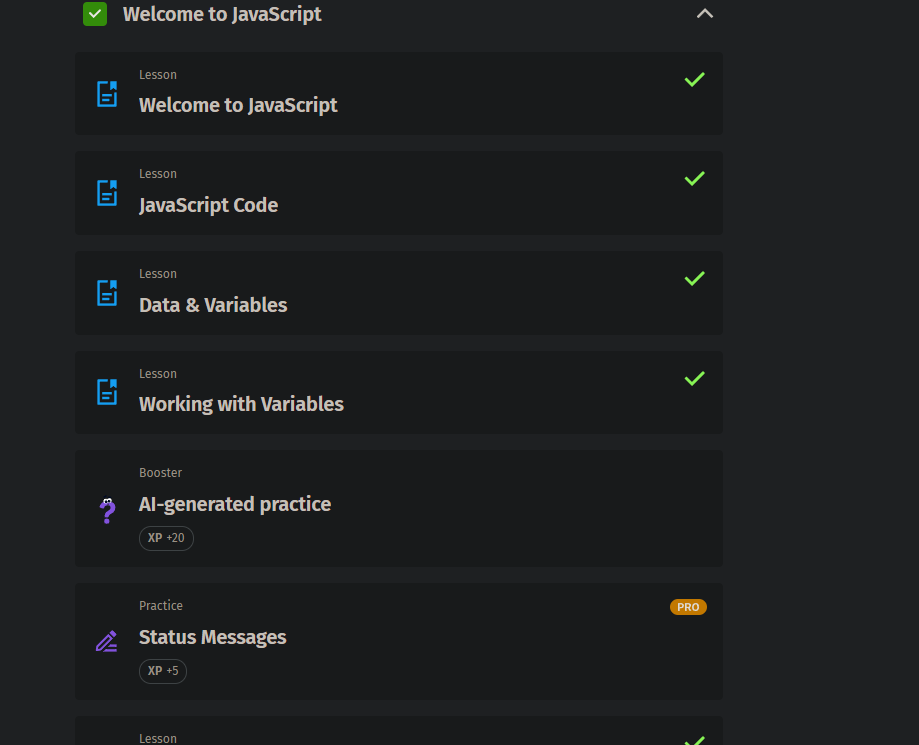 Welcome to JavaScript
Lesson
Welcome to JavaScript
Lesson
JavaScript Code
Lesson
Data & Variables
Lesson
Working with Variables
Booster
AI-generated practice
XP +20
Practice
PRO
Status Messages
XP +5
Lesson